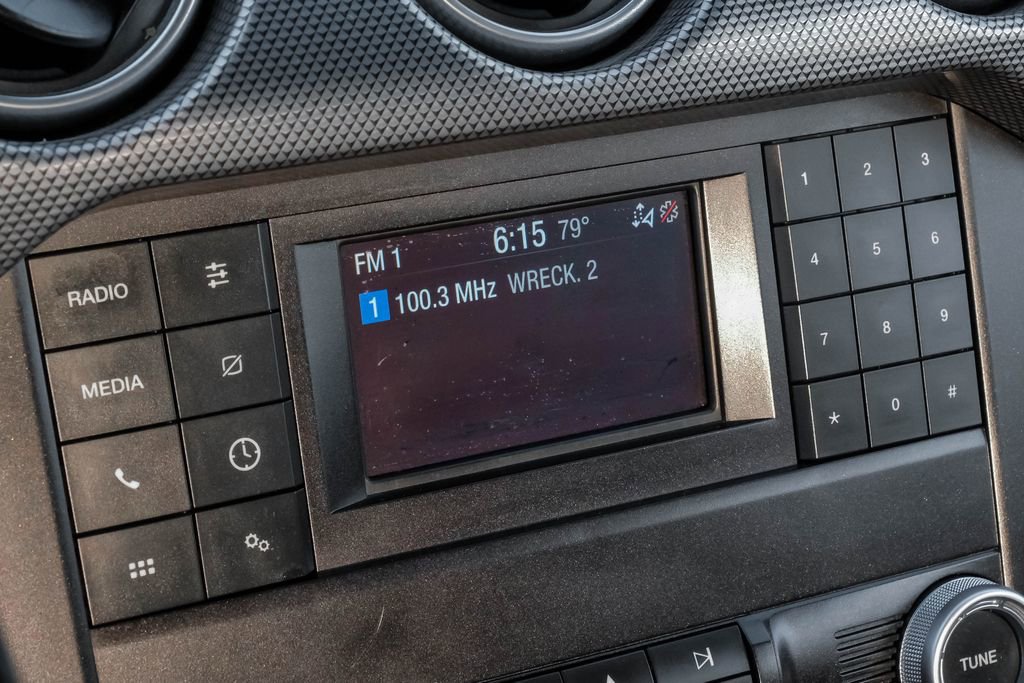 RADIO
MEDIA
FM 1 6:15 79°
1 100.3 MHz WRECK. 2
1 2 3
4 5 6
7 8 9
* 0 #
TUNE